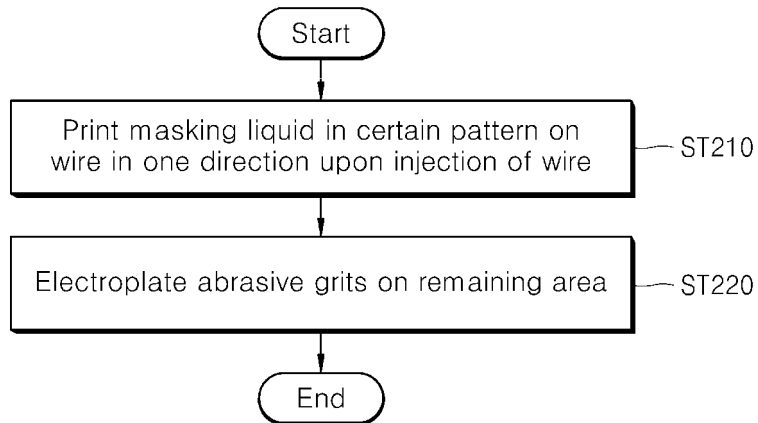 Start
Print masking liquid in certain pattern on
wire in one direction upon injection of wire
ST210
Electroplate abrasive grits on remaining area
ST220
End